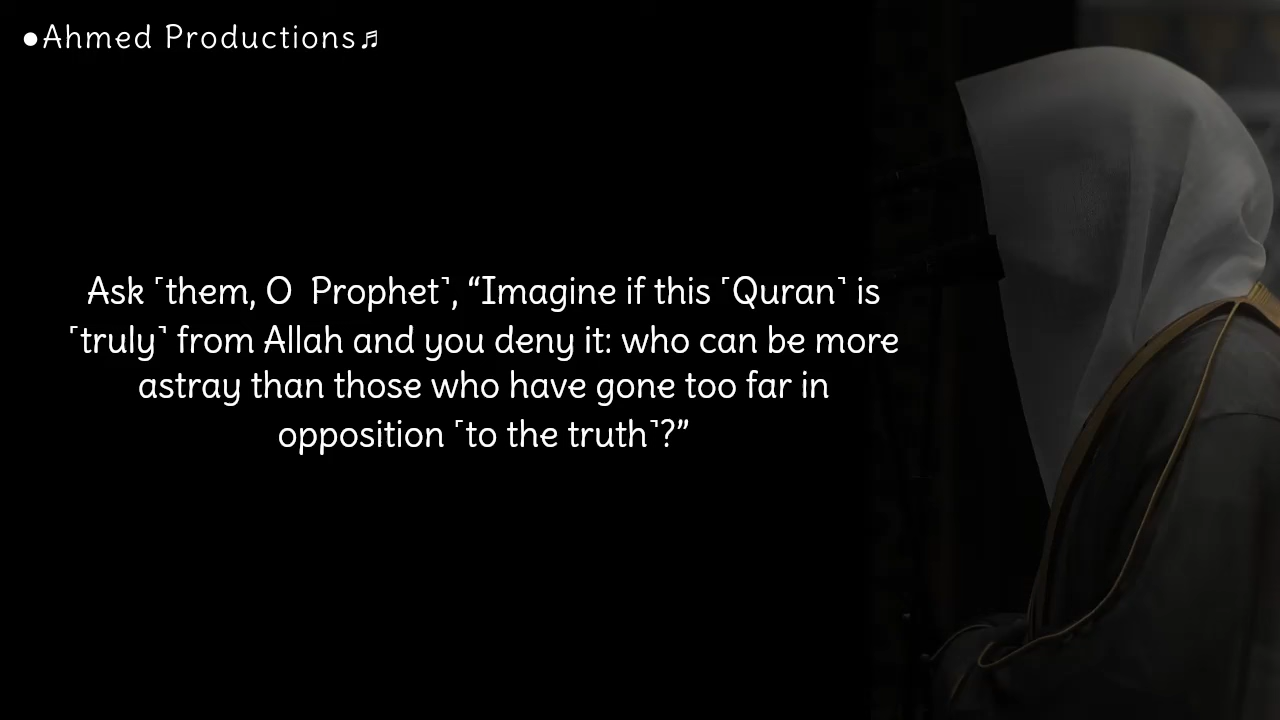 ●Ahmed Productions♬
Ask ˹them, O Prophet˺, “Imagine if this ˹Quran˺ is
˹truly˺ from Allah and you deny it: who can be more
astray than those who have gone too far in
opposition ˹to the truth˺?”